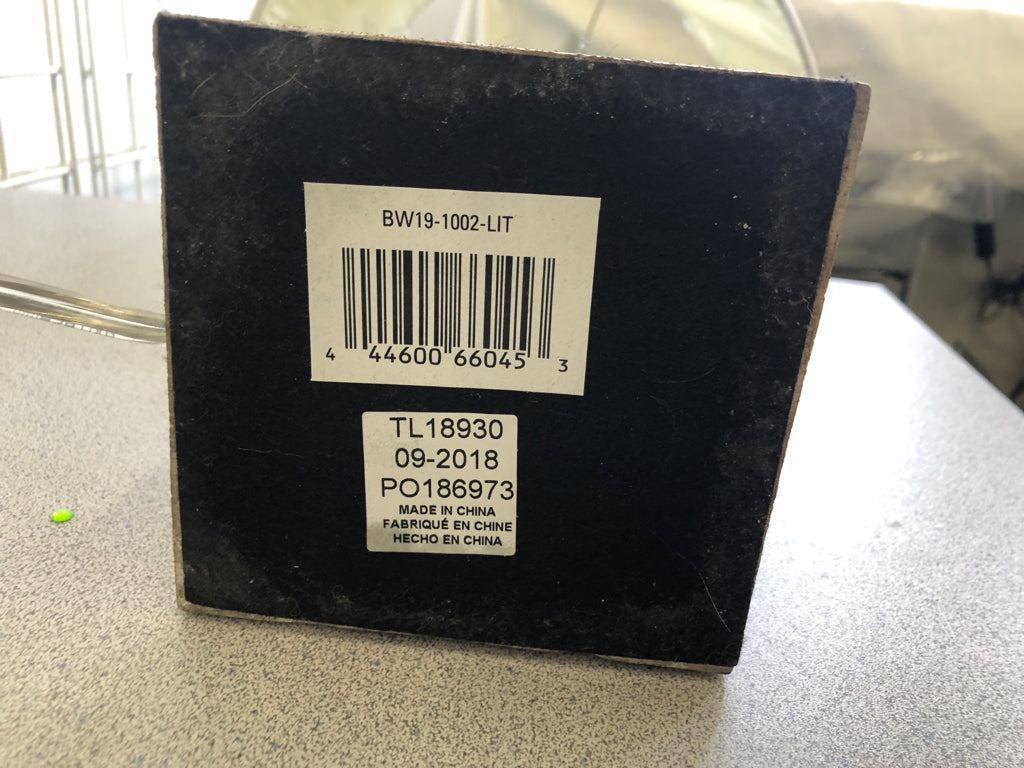 BW19-1002-LIT
4 44600 66045 3
TL18930
09-2018
PO186973
MADE IN CHINA
FABRIQUÉ EN CHINE
HECHO EN CHINA